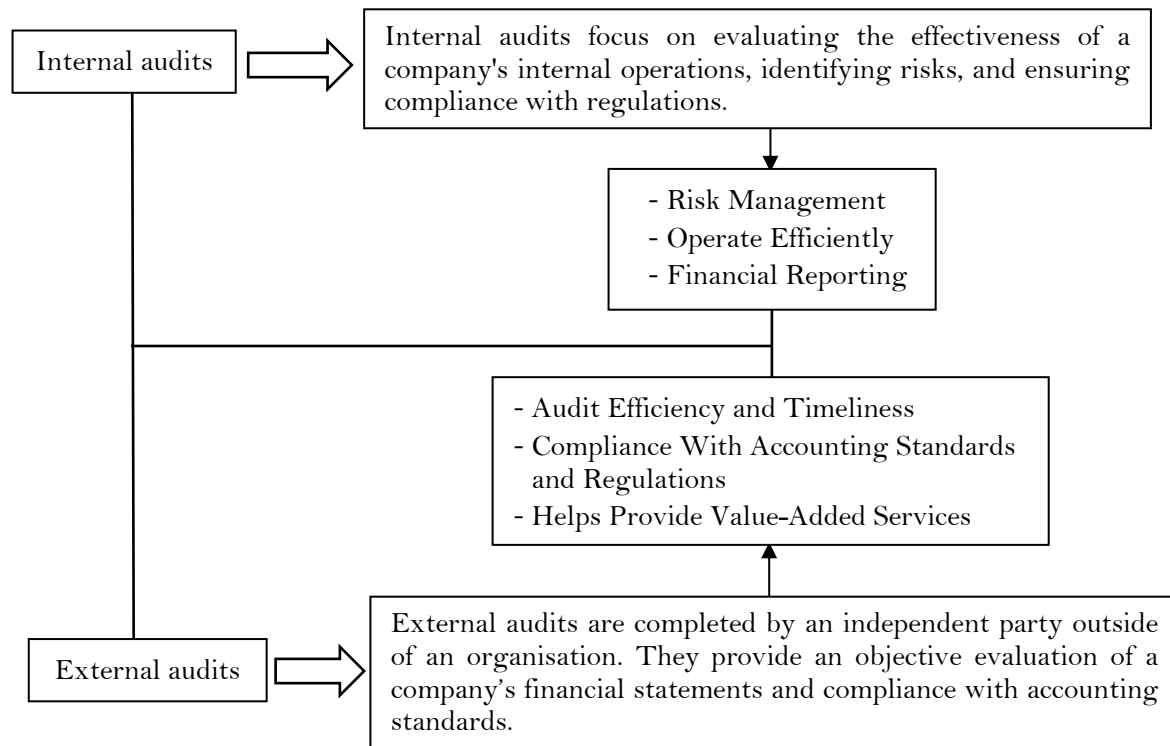 Internal audits
Internal audits focus on evaluating the effectiveness of a
company's internal operations, identifying risks, and ensuring
compliance with regulations.
- Risk Management
- Operate Efficiently
- Financial Reporting
- Audit Efficiency and Timeliness
- Compliance With Accounting Standards
and Regulations
- Helps Provide Value-Added Services
External audits
External audits are completed by an independent party outside
of an organisation. They provide an objective evaluation of a
company’s financial statements and compliance with accounting
standards.